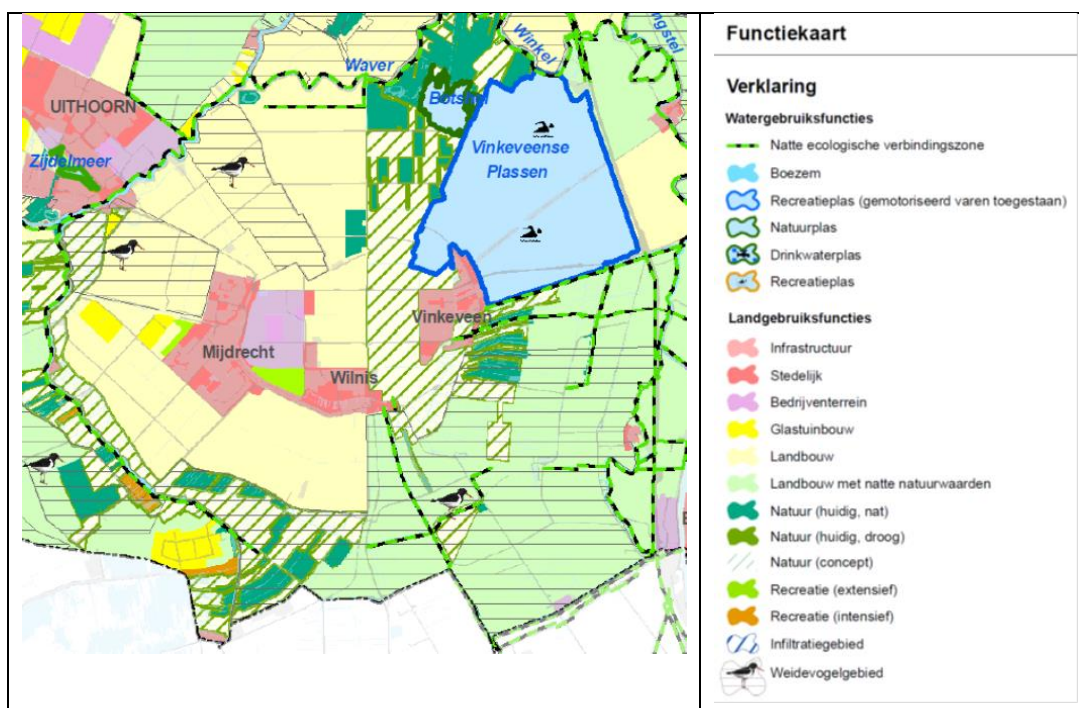 Waver
Winkel
UITHOORN
Botshol
Zijdelmeer
Vinkeveense
Plassen
Vinkeveen
Mijdrecht
Wilnis
Functiekaart
Verklaring
Watergebruiksfuncties
Natte ecologische verbindingszone
Boezem
Recreatieplas (gemotoriseerd varen toegestaan)
Natuurplas
Drinkwaterplas
Recreatieplas
Landgebruiksfuncties
Infrastructuur
Stedelijk
Bedrijventerrein
Glastuinbouw
Landbouw
Landbouw met natte natuurwaarden
Natuur (huidig, nat)
Natuur (huidig, droog)
Natuur (concept)
Recreatie (extensief)
Recreatie (intensief)
Infiltratiegebied
Weidevogelgebied